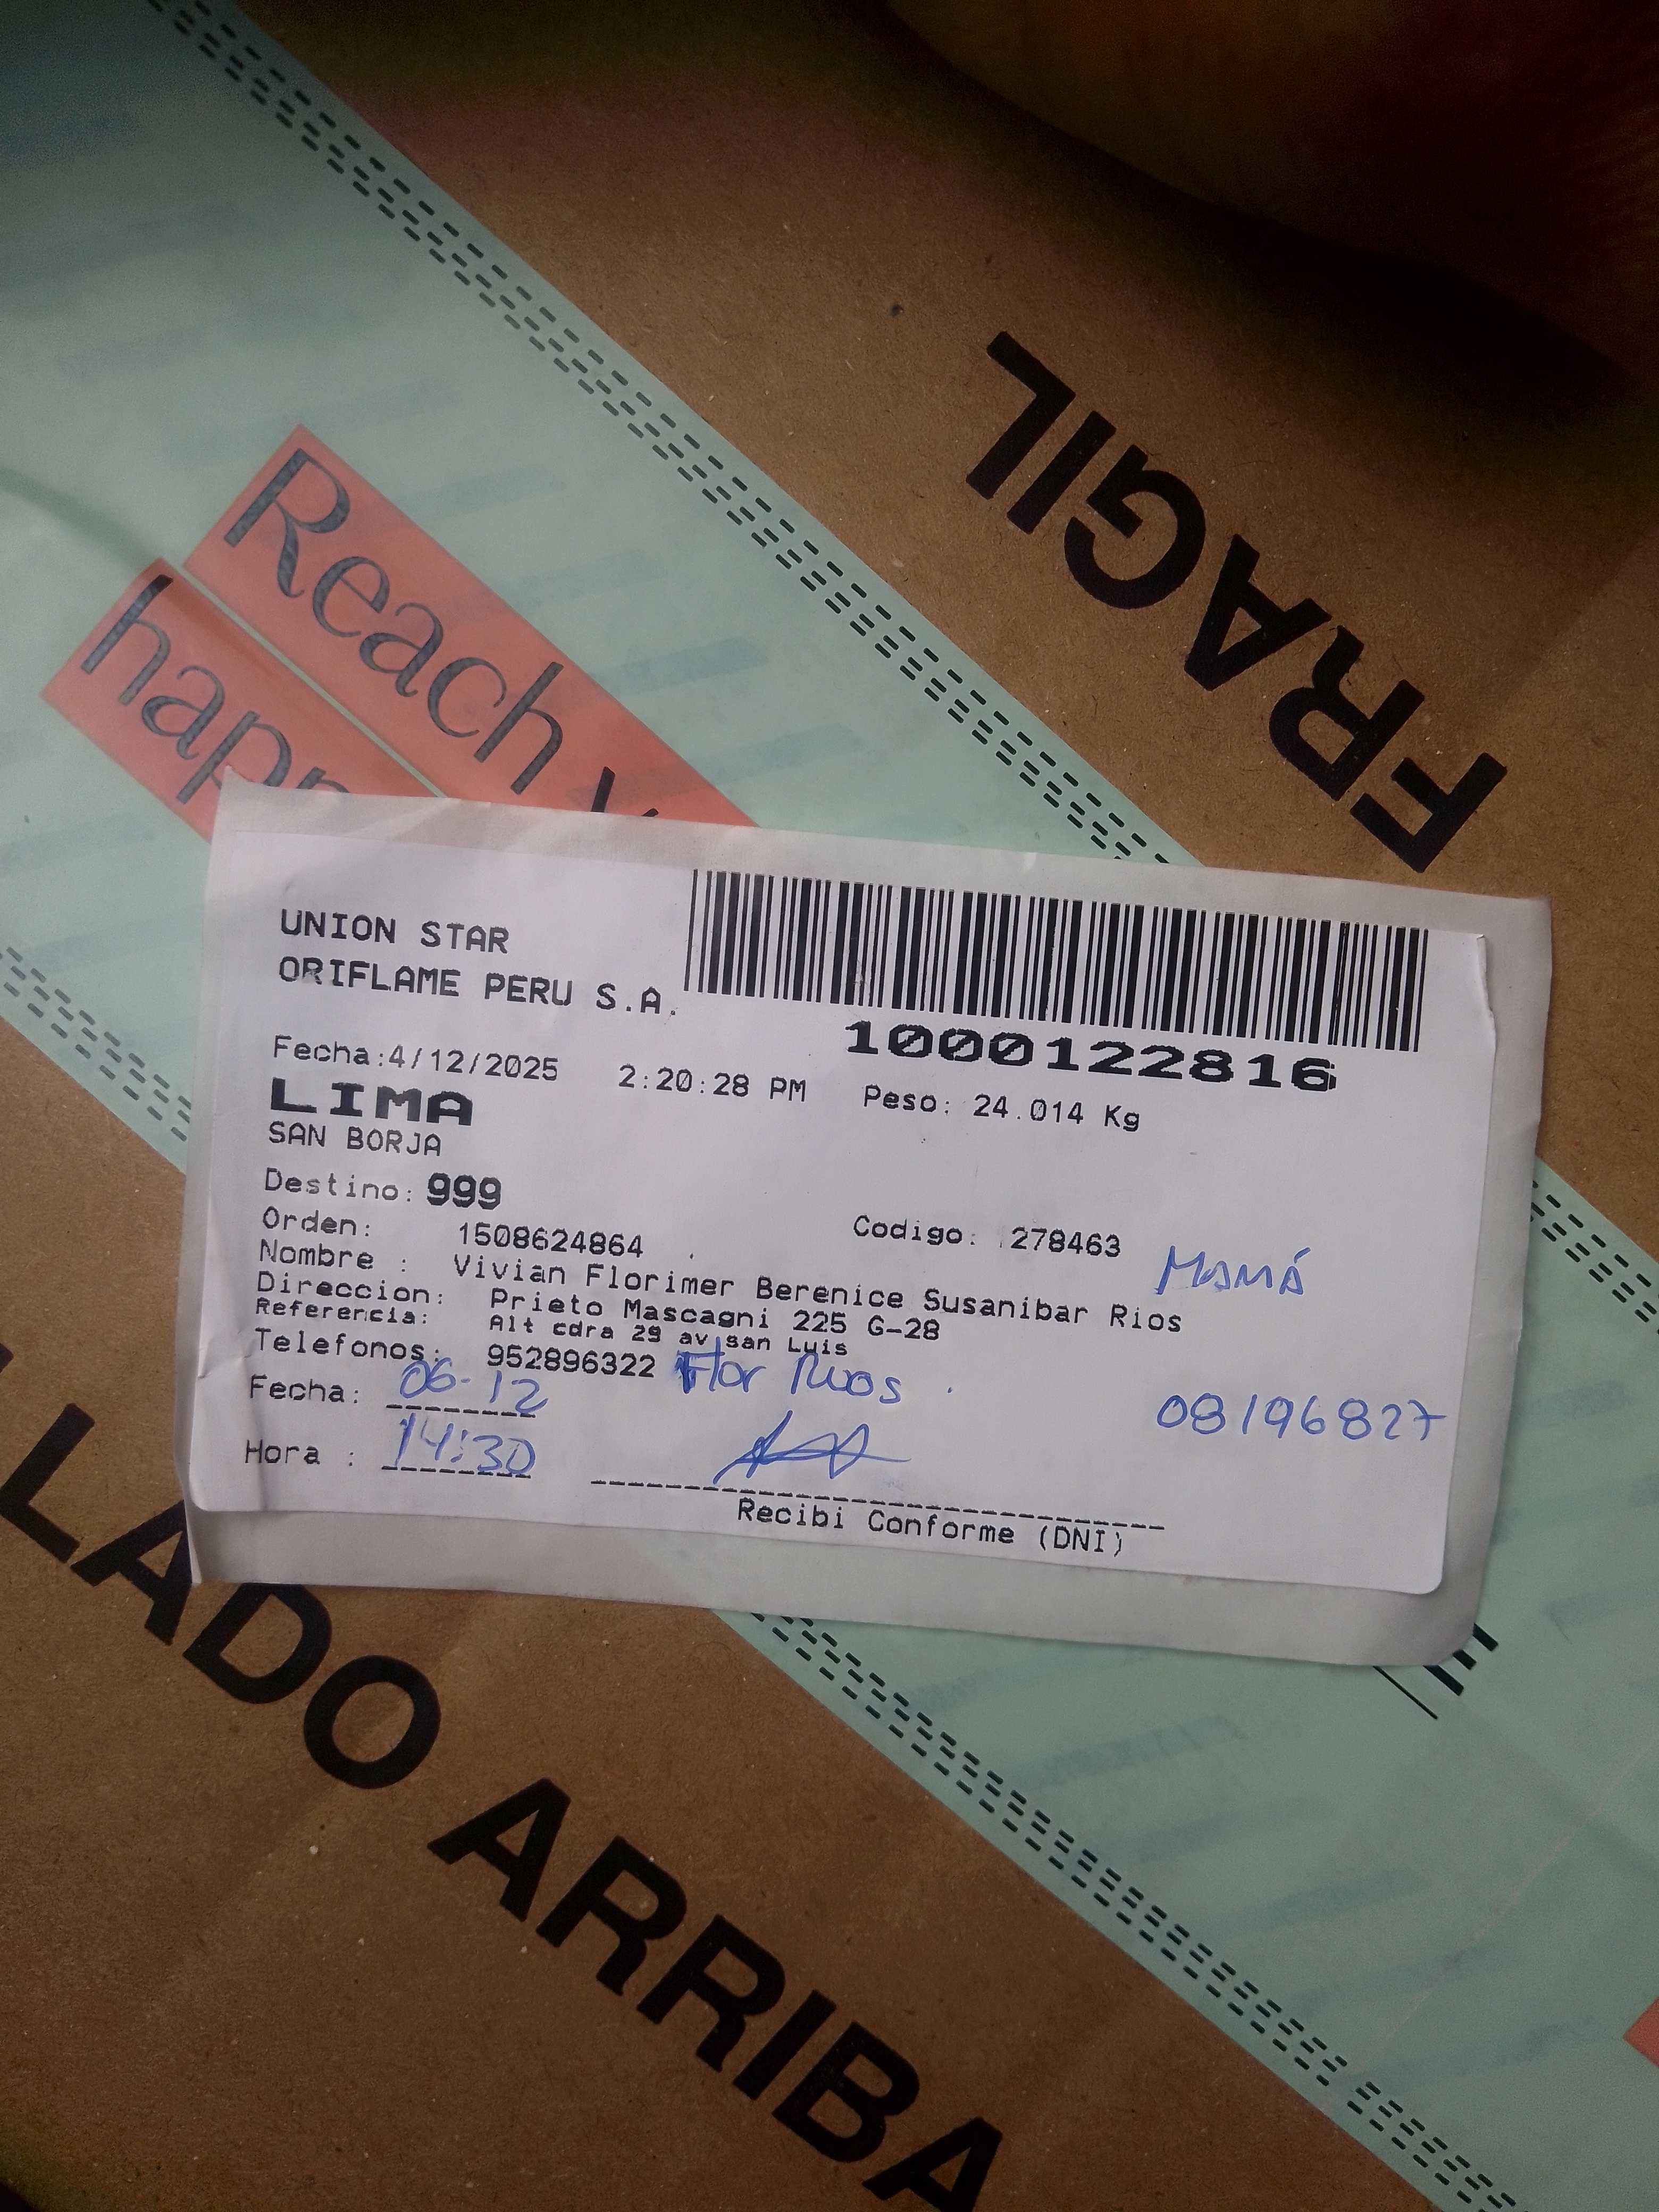 FRAGIL
Reach
UNION STAR
ORIFLAME PERU S.A.
1000122816
Fecha:4/12/2025 2:20:28 PM Peso: 24.014 Kg
LIMA
SAN BORJA
Destino: 999
Orden: 1508624864 Codigo: 278463
Nombre : Vivian Florimer Berenice Susanibar Rios MAMÁ
Direccion: Prieto Mascagni 225 G-28
Referencia: Alt cdra 29 av san Luis
Telefonos: 952896322 Flor Rios
Fecha: 06-12 08196827
Hora : 14:30
Recibi Conforme (DNI)
LADO ARRIBA